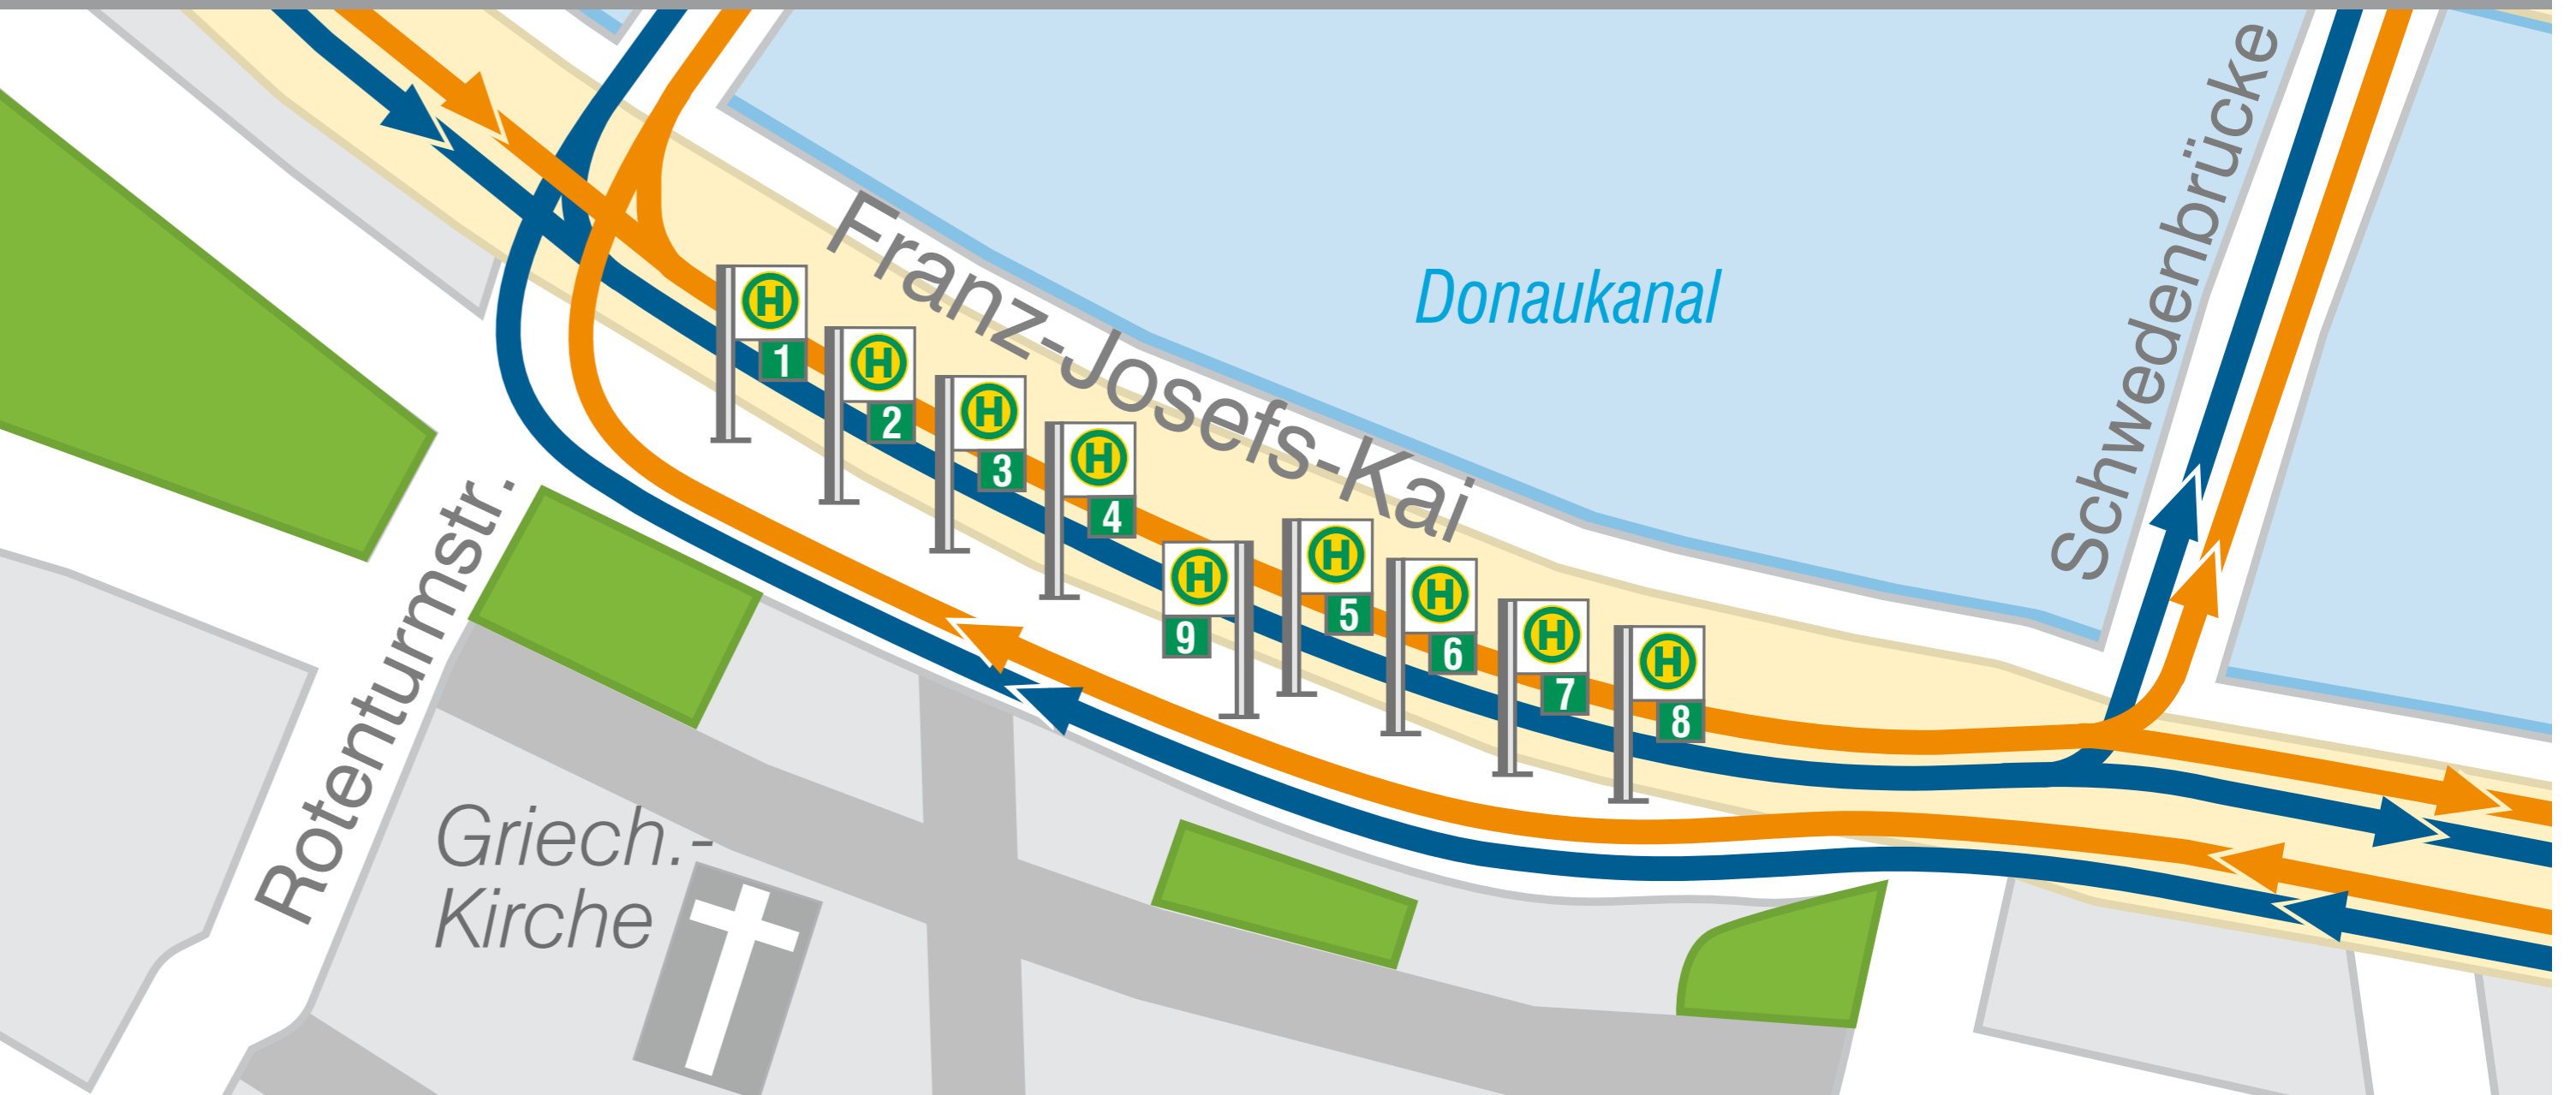 Schwedenbrücke
Franz-Josefs-Kai
Donaukanal
H
1
H
2
H
3
H
4
H
9
H
5
H
6
H
7
H
8
Rotenturmstr.
Griech.-
Kirche